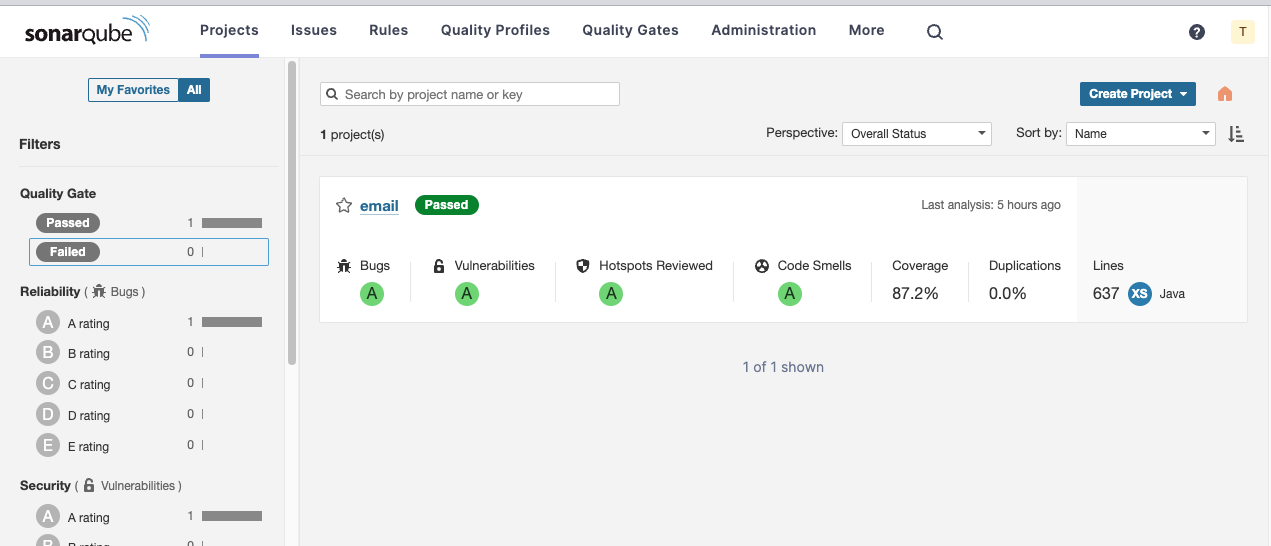 sonarqube Projects Issues Rules Quality Profiles Quality Gates Administration More ? T
My Favorites All
Filters
Quality Gate
Passed 1
Failed 0
Reliability ( Bugs )
A A rating 1
B B rating 0
C C rating 0
D D rating 0
E E rating 0
Security ( Vulnerabilities )
A A rating 1
Search by project name or key Create Project
1 project(s) Perspective: Overall Status Sort by: Name
email Passed Last analysis: 5 hours ago
Bugs Vulnerabilities Hotspots Reviewed Code Smells Coverage Duplications Lines
A A A A 87.2% 0.0% 637 XS Java
1 of 1 shown